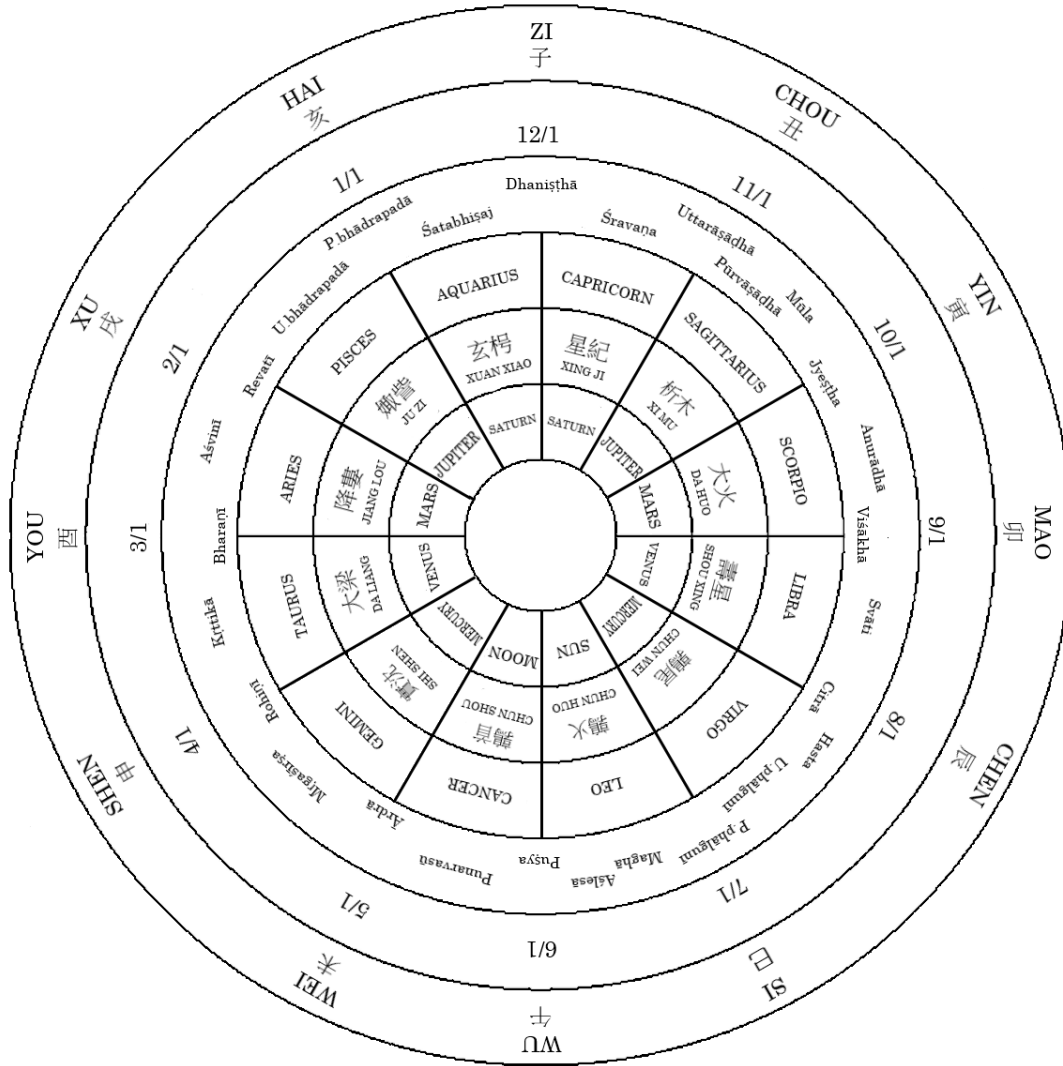 ZI
子
CHOU
丑
YIN
寅
MAO
卯
CHEN
辰
SI
巳
WU
午
WEI
未
SHEN
申
YOU
酉
XU
戌
HAI
亥
12/1
11/1
10/1
9/1
8/1
7/1
6/1
5/1
4/1
3/1
2/1
1/1
Dhaniṣṭhā
Śravaṇa
Uttarāṣāḍhā
Pūrvāṣāḍhā
Mūla
Jyeṣṭha
Anurādhā
Viśākhā
Svāti
Citrā
Hasta
U.phālgunī
P.phālgunī
Maghā
Āśleṣā
Puṣya
Punarvasū
Ārdrā
Mṛgaśīrṣa
Rohiṇī
Kṛttikā
Bharaṇī
Aśvinī
Revatī
U.bhādrapadā
P.bhādrapadā
Śatabhiṣaj
CAPRICORN
SAGITTARIUS
SCORPIO
LIBRA
VIRGO
LEO
CANCER
GEMINI
TAURUS
ARIES
PISCES
AQUARIUS
星紀
XING JI
析木
XI MU
大火
DA HUO
壽星
SHOU XING
鶉尾
CHUN WEI
鶉火
CHUN HUO
鶉首
CHUN SHOU
實沈
SHI SHEN
大梁
DA LIANG
降婁
JIANG LOU
娵訾
JU ZI
玄枵
XUAN XIAO
SATURN
JUPITER
MARS
VENUS
MERCURY
SUN
MOON
MERCURY
VENUS
MARS
JUPITER
SATURN